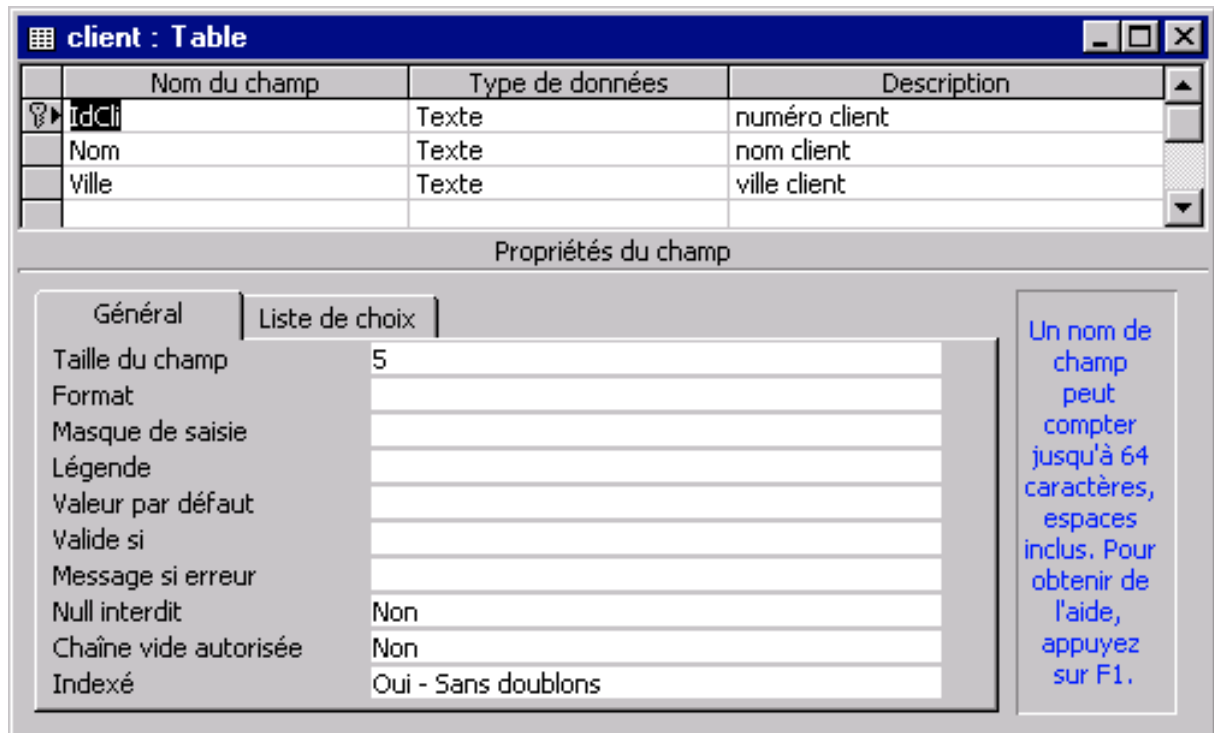 client : Table
Nom du champ Type de données Description
IdCli Texte numéro client
Nom Texte nom client
Ville Texte ville client
Propriétés du champ
Général Liste de choix
Taille du champ 5
Format
Masque de saisie
Légende
Valeur par défaut
Valide si
Message si erreur
Null interdit Non
Chaîne vide autorisée Non
Indexé Oui - Sans doublons
Un nom de
champ
peut
compter
jusqu'à 64
caractères,
espaces
inclus. Pour
obtenir de
l'aide,
appuyez
sur F1.